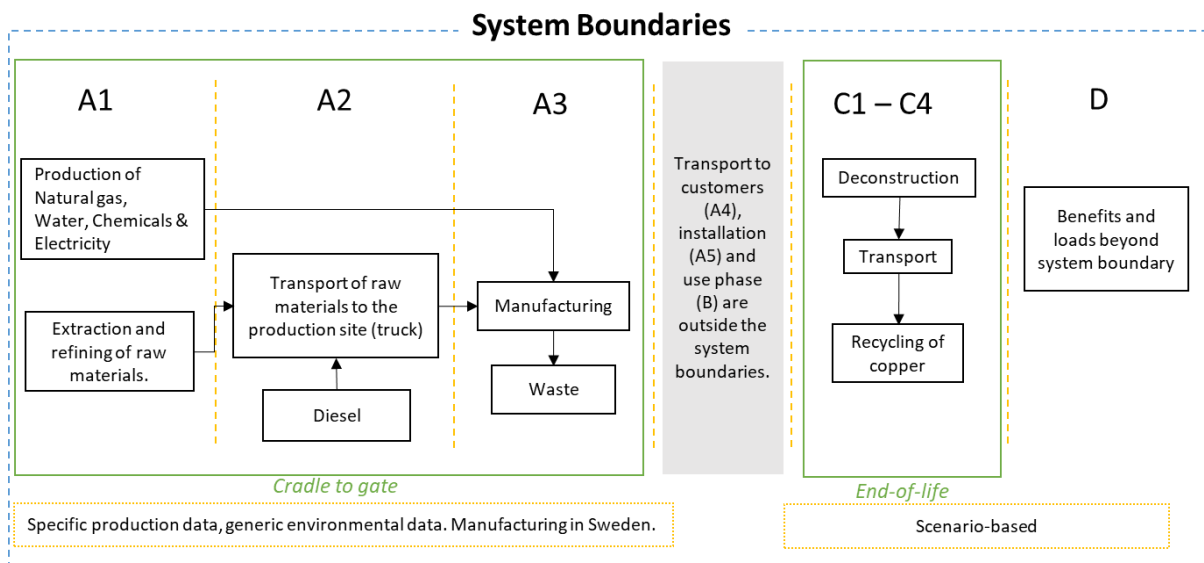 System Boundaries
A1
A2
A3
C1 – C4
D
Production of
Natural gas,
Water, Chemicals &
Electricity
Extraction and
refining of raw
materials.
Transport of raw
materials to the
production site (truck)
Diesel
Manufacturing
Waste
Transport to
customers
(A4),
installation
(A5) and
use phase
(B) are
outside the
system
boundaries.
Deconstruction
Transport
Recycling of
copper
Benefits and
loads beyond
system boundary
Cradle to gate
End-of-life
Specific production data, generic environmental data. Manufacturing in Sweden.
Scenario-based